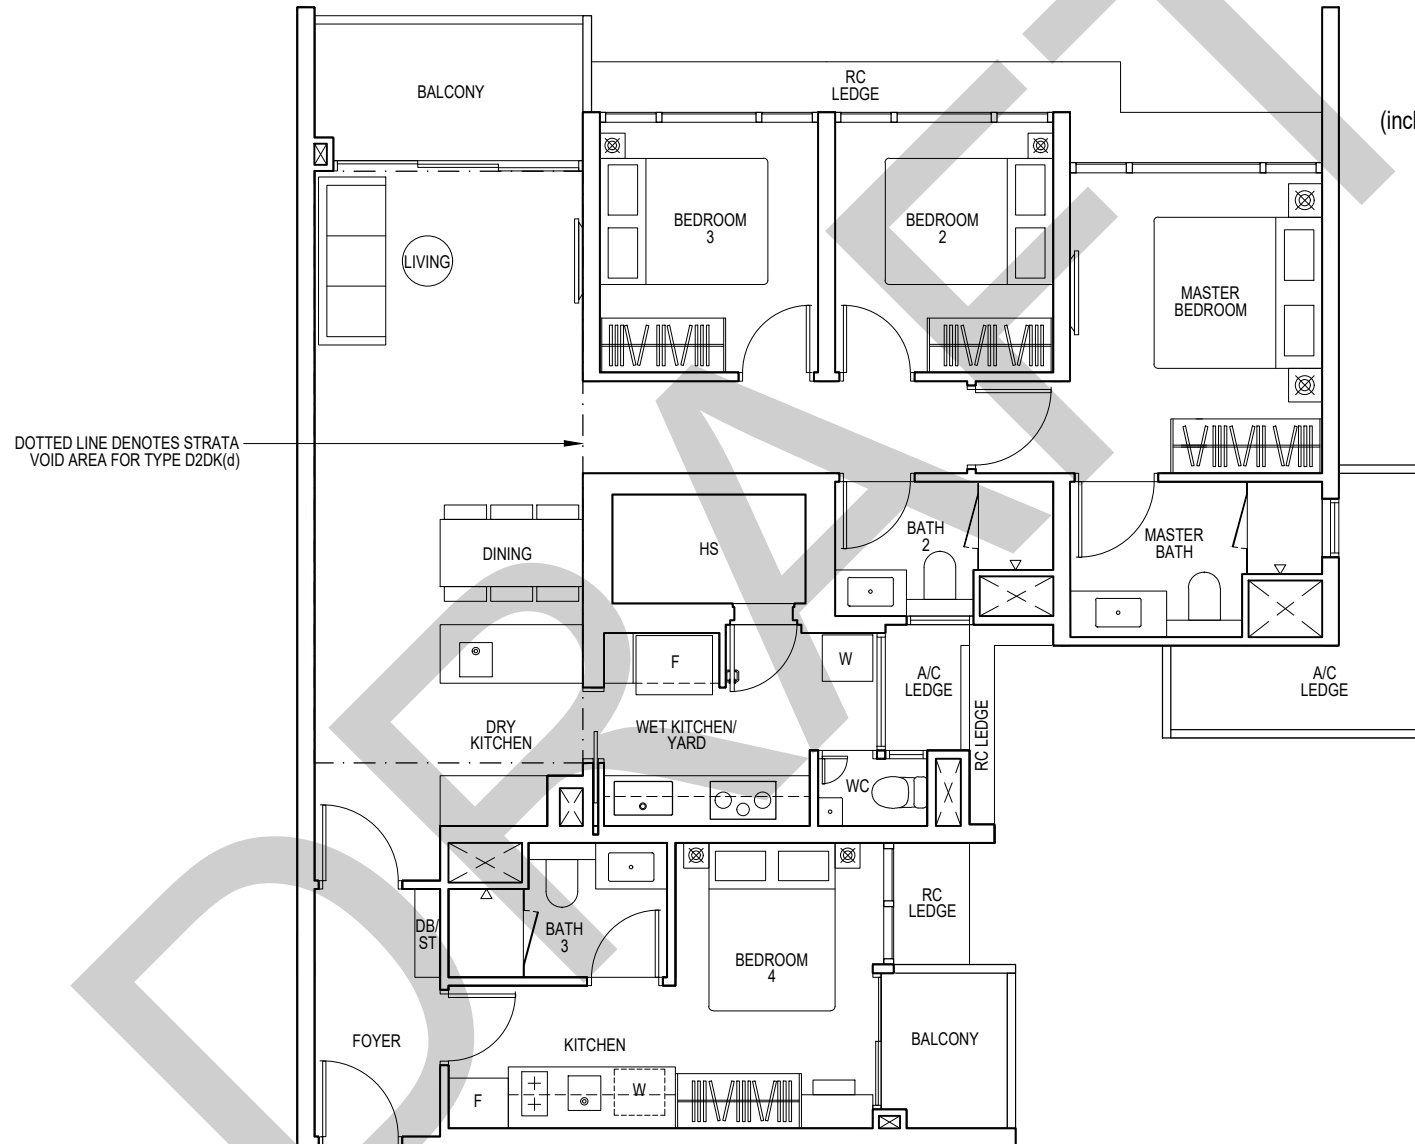 BALCONY
RC
LEDGE
(incl
BEDROOM
3
BEDROOM
2
LIVING
MASTER
BEDROOM
DOTTED LINE DENOTES STRATA
VOID AREA FOR TYPE D2DK(d)
DINING
HS
BATH
2
MASTER
BATH
F
W
A/C
LEDGE
A/C
LEDGE
DRY
KITCHEN
WET KITCHEN/
YARD
RC LEDGE
WC
DB/
ST
BATH
3
BEDROOM
4
RC
LEDGE
FOYER
KITCHEN
BALCONY
F
W
DRAFT